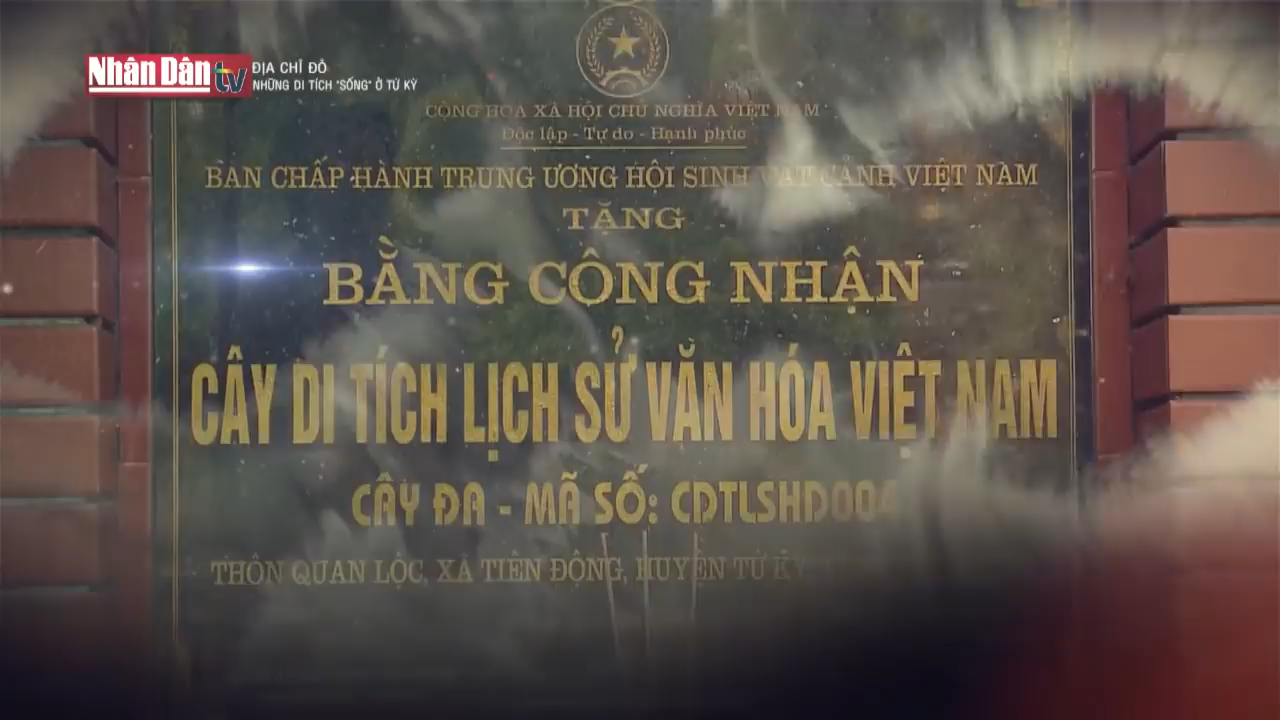 Nhân Dân tv
ĐỊA CHỈ ĐỎ
NHỮNG DI TÍCH "SỐNG" Ở TỨ KỲ
CỘNG HÒA XÃ HỘI CHỦ NGHĨA VIỆT NAM
Độc lập - Tự do - Hạnh phúc
BAN CHẤP HÀNH TRUNG ƯƠNG HỘI SINH VẬT CẢNH VIỆT NAM
TẶNG
BẰNG CÔNG NHẬN
CÂY DI TÍCH LỊCH SỬ VĂN HÓA VIỆT NAM
CÂY ĐA - MÃ SỐ:
THÔN QUAN LỘC, XÃ TIÊN ĐỘNG, HUYỆN TỨ KỲ,